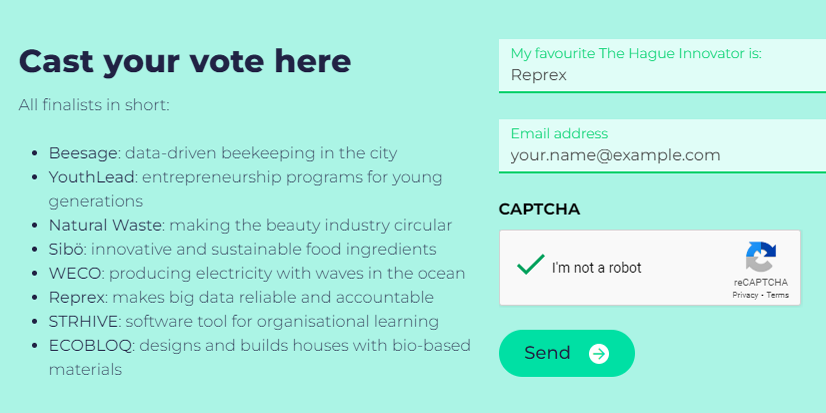 Cast your vote here
All finalists in short:
Beesage: data-driven beekeeping in the city
YouthLead: entrepreneurship programs for young
generations
Natural Waste: making the beauty industry circular
Sibö: innovative and sustainable food ingredients
WECO: producing electricity with waves in the ocean
Reprex: makes big data reliable and accountable
STRHIVE: software tool for organisational learning
ECOBLOQ: designs and builds houses with bio-based
materials
My favourite The Hague Innovator is:
Reprex
Email address
your.name@example.com
CAPTCHA
I'm not a robot
reCAPTCHA
Privacy • Terms
Send